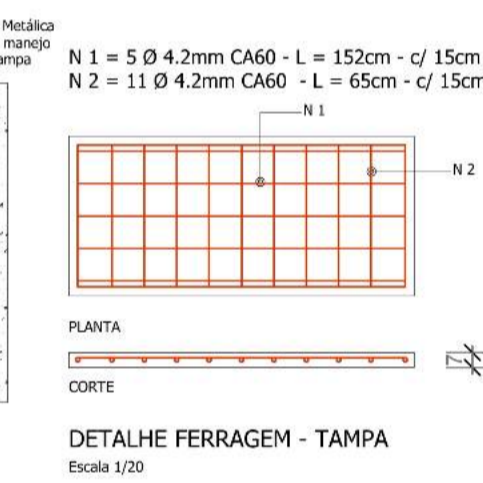 Metálica
manejo
ampa
N 1 = 5 Ø 4.2mm CA60 - L = 152cm - c/ 15cm
N 2 = 11 Ø 4.2mm CA60 - L = 65cm - c/ 15cm
N 1
N 2
PLANTA
7
CORTE
DETALHE FERRAGEM - TAMPA
Escala 1/20